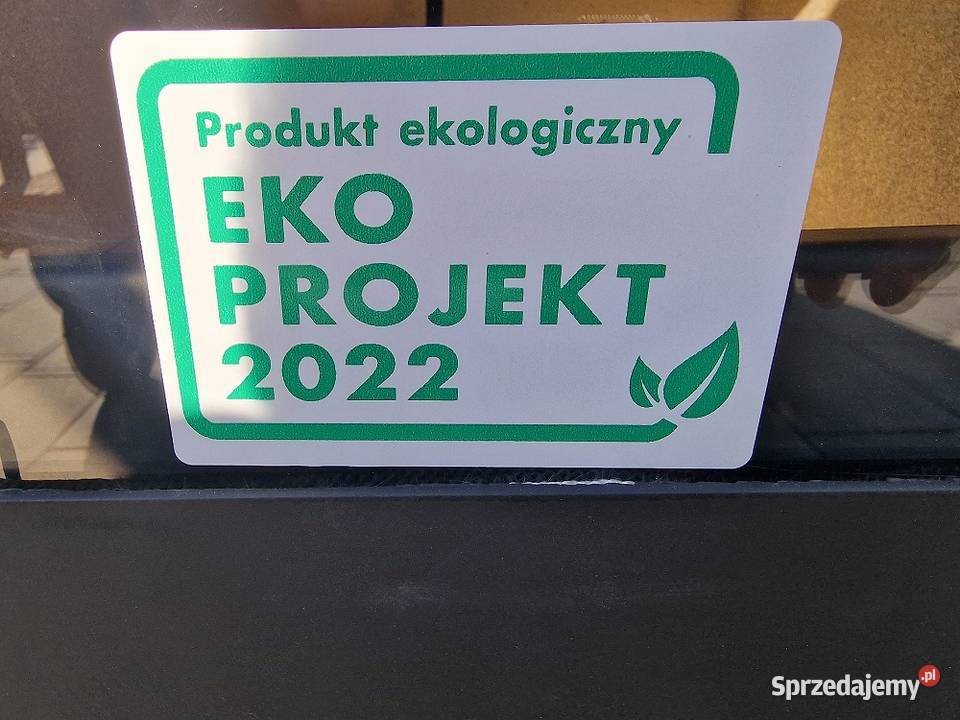 Produkt ekologiczny
EKO
PROJEKT
2022
Sprzedajemy.pl